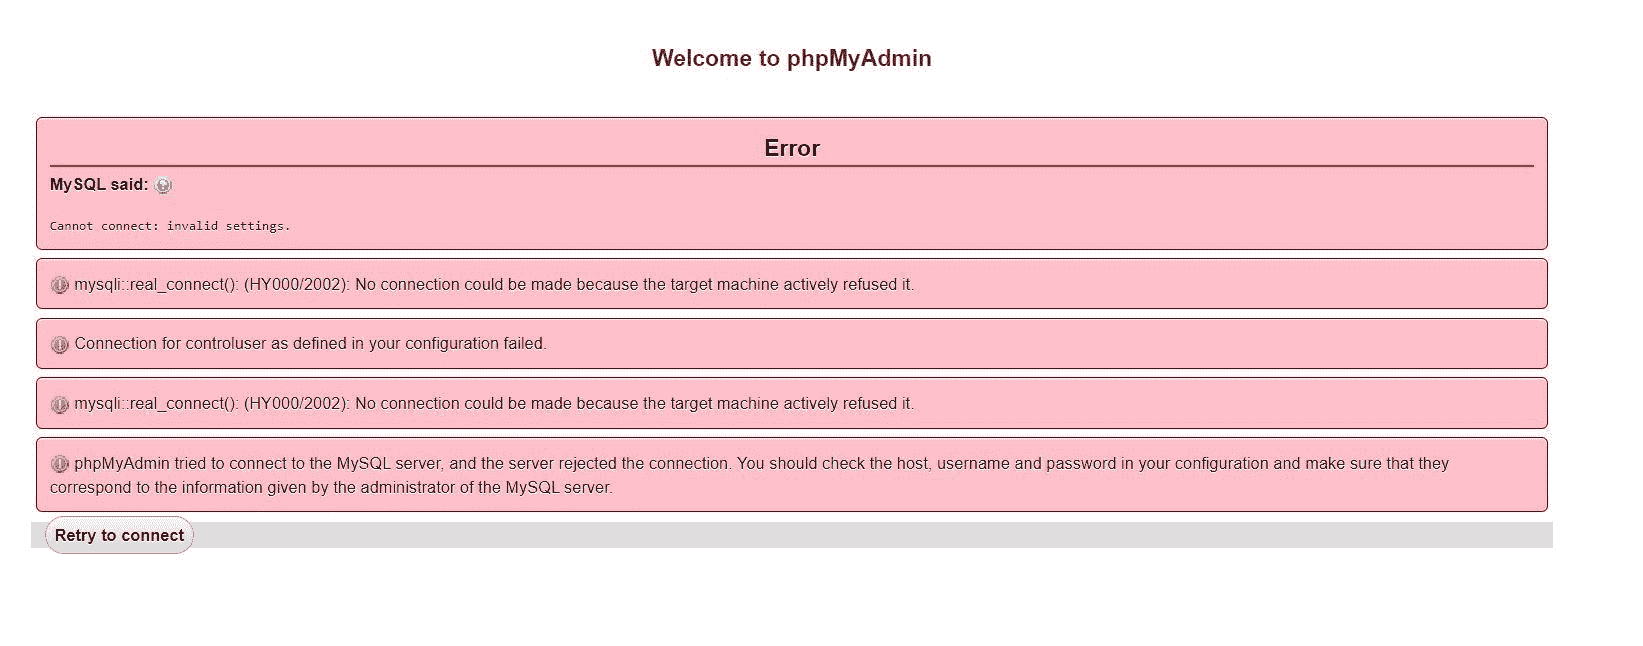 Welcome to phpMyAdmin
Error
MySQL said:
Cannot connect: invalid settings.
mysqli::real_connect(): (HY000/2002): No connection could be made because the target machine actively refused it.
Connection for controluser as defined in your configuration failed.
mysqli::real_connect(): (HY000/2002): No connection could be made because the target machine actively refused it.
phpMyAdmin tried to connect to the MySQL server, and the server rejected the connection. You should check the host, username and password in your configuration and make sure that they
correspond to the information given by the administrator of the MySQL server.
Retry to connect